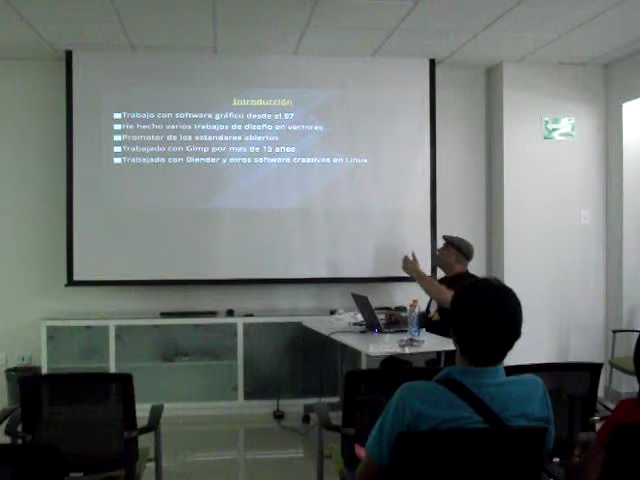 Introducción
Trabajo con software gráfico desde el 97
He hecho varios trabajos de diseño en vectores
Promotor de los estandares abiertos
Trabajado con Gimp por mas de 15 años
Trabajado con Blender y otros software creativos en Linux